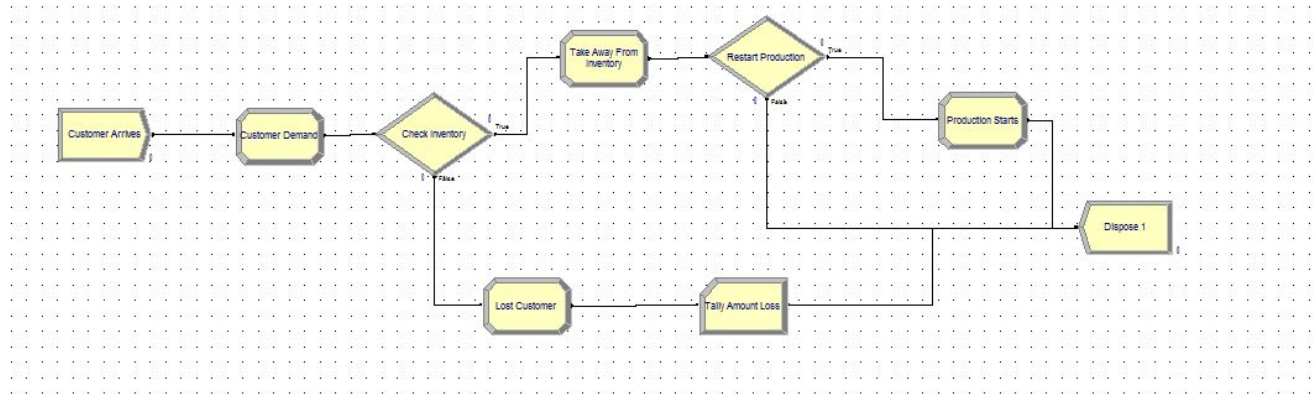 Customer Arrives
Customer Demand
Check Inventory
True
False
Take Away From
Inventory
Restart Production
True
False
Production Starts
Lost Customer
Tally Amount Loss
Dispose 1